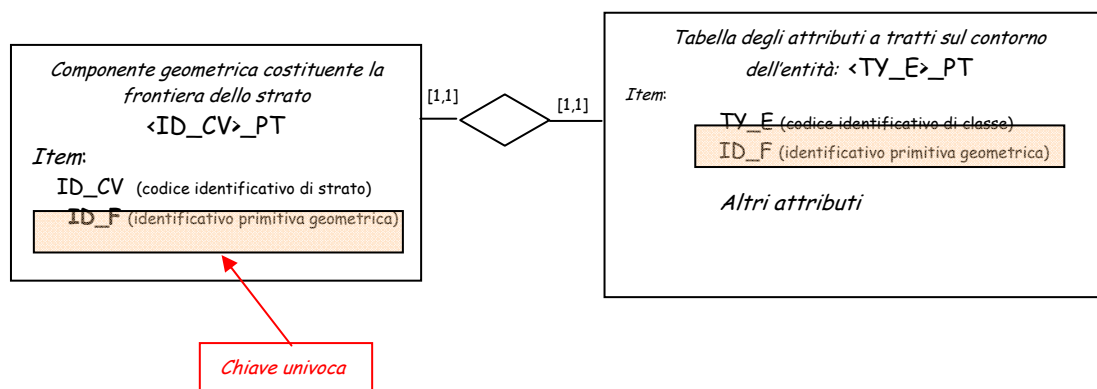 Componente geometrica costituente la
frontiera dello strato
<ID_CV>_PT
Item:
ID_CV (codice identificativo di strato)
ID_F (identificativo primitiva geometrica)
[1,1]
[1,1]
Tabella degli attributi a tratti sul contorno
dell'entità: <TY_E>_PT
Item:
TY_E (codice identificativo di classe)
ID_F (identificativo primitiva geometrica)
Altri attributi
Chiave univoca